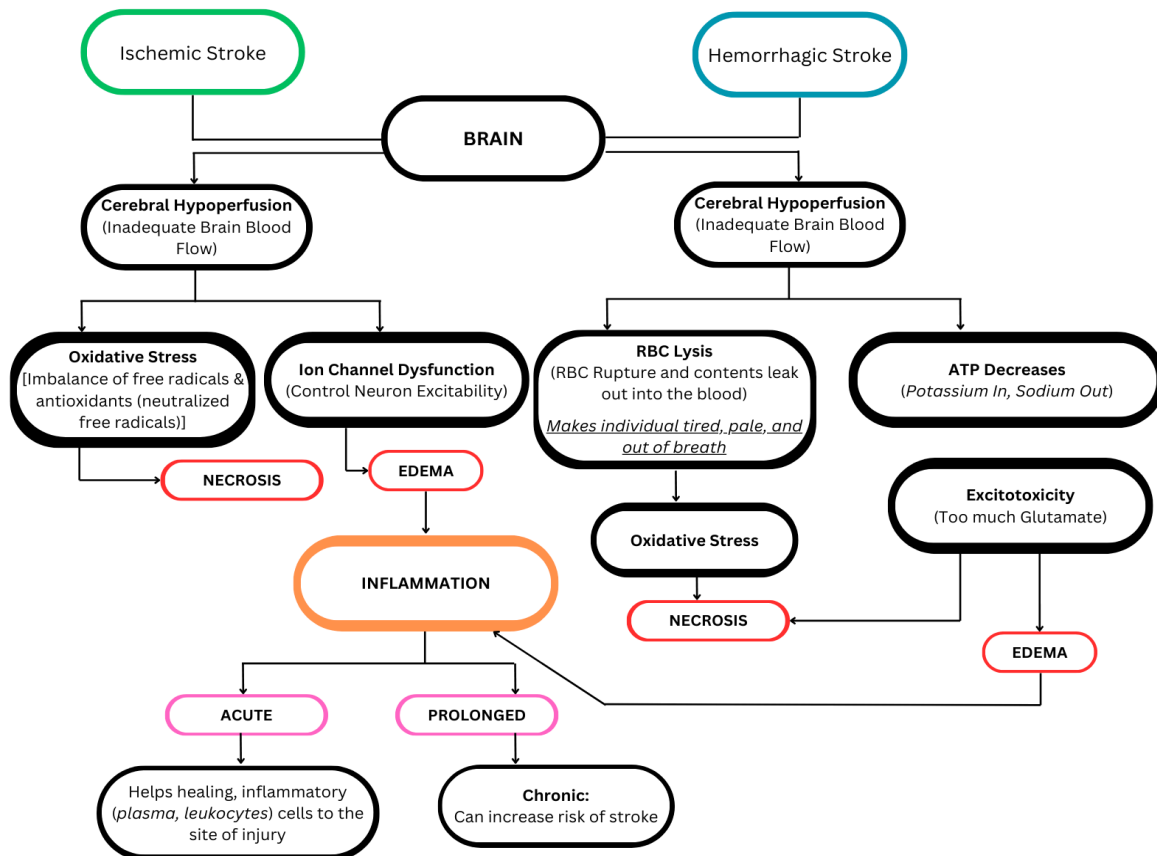 Ischemic Stroke
Hemorrhagic Stroke
BRAIN
Cerebral Hypoperfusion
(Inadequate Brain Blood
Flow)
Cerebral Hypoperfusion
(Inadequate Brain Blood
Flow)
Oxidative Stress
[Imbalance of free radicals &
antioxidants (neutralized
free radicals)]
Ion Channel Dysfunction
(Control Neuron Excitability)
RBC Lysis
(RBC Rupture and contents leak
out into the blood)
Makes individual tired, pale, and
out of breath
ATP Decreases
(Potassium In, Sodium Out)
NECROSIS
EDEMA
Excitotoxicity
(Too much Glutamate)
Oxidative Stress
INFLAMMATION
NECROSIS
EDEMA
ACUTE
PROLONGED
Helps healing, inflammatory
(plasma, leukocytes) cells to the
site of injury
Chronic:
Can increase risk of stroke